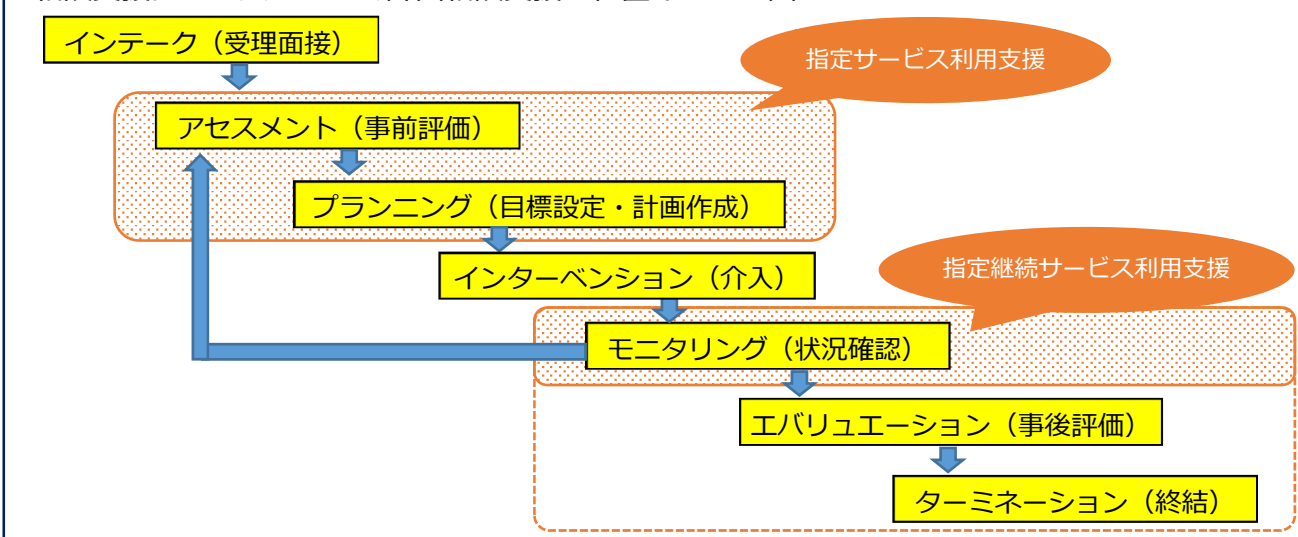 インテーク（受理面接）
指定サービス利用支援
アセスメント（事前評価）
プランニング（目標設定・計画作成）
インターベンション（介入）
指定継続サービス利用支援
モニタリング（状況確認）
エバリュエーション（事後評価）
ターミネーション（終結）